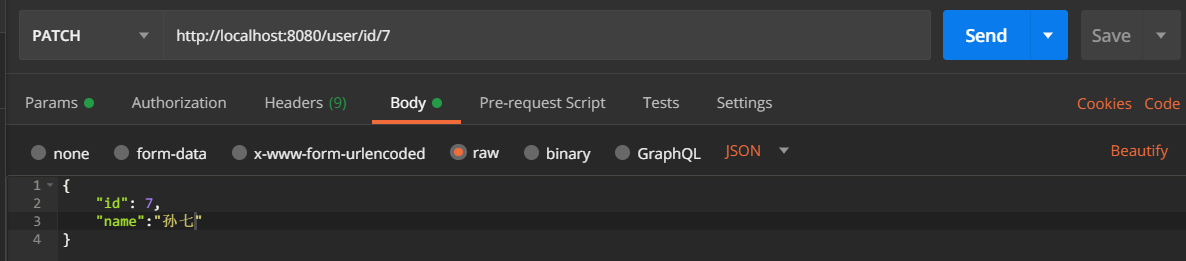 PATCH http://localhost:8080/user/id/7 Send Save
Params Authorization Headers (9) Body Pre-request Script Tests Settings Cookies Code
none form-data x-www-form-urlencoded raw binary GraphQL JSON Beautify
1 {
2 "id": 7,
3 "name":"孙七"
4 }